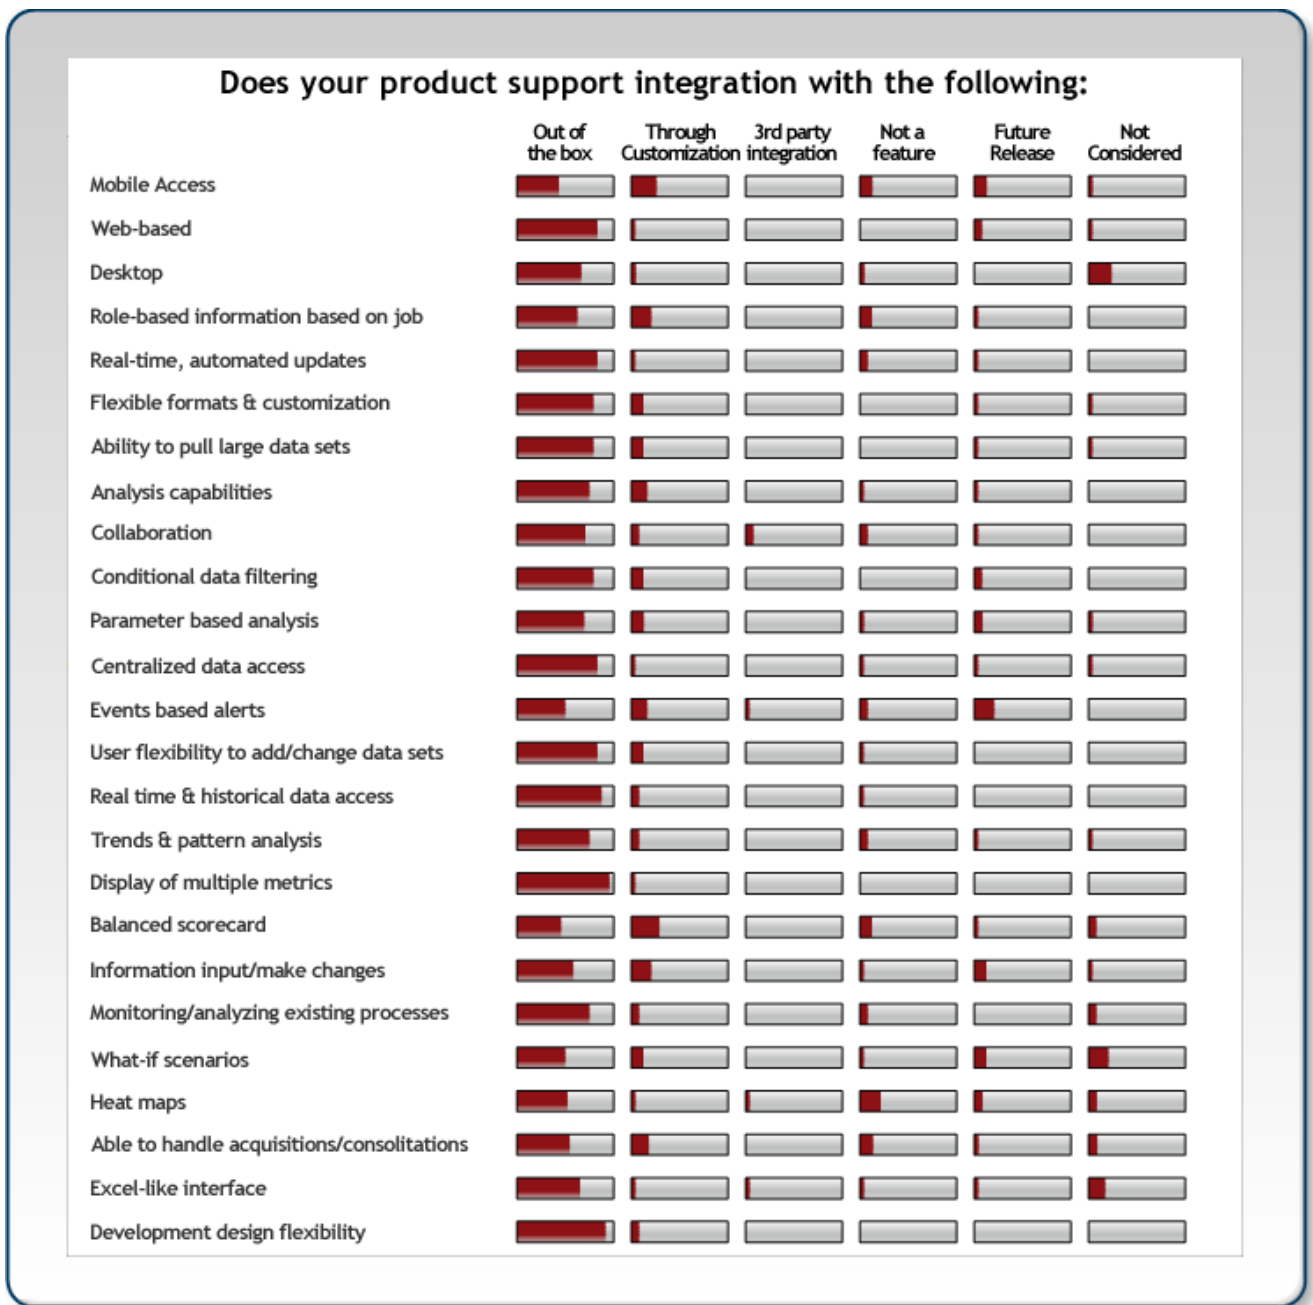 Does your product support integration with the following:
Out of the box
Through Customization
3rd party integration
Not a feature
Future Release
Not Considered
Mobile Access
Web-based
Desktop
Role-based information based on job
Real-time, automated updates
Flexible formats & customization
Ability to pull large data sets
Analysis capabilities
Collaboration
Conditional data filtering
Parameter based analysis
Centralized data access
Events based alerts
User flexibility to add/change data sets
Real time & historical data access
Trends & pattern analysis
Display of multiple metrics
Balanced scorecard
Information input/make changes
Monitoring/analyzing existing processes
What-if scenarios
Heat maps
Able to handle acquisitions/consolitations
Excel-like interface
Development design flexibility